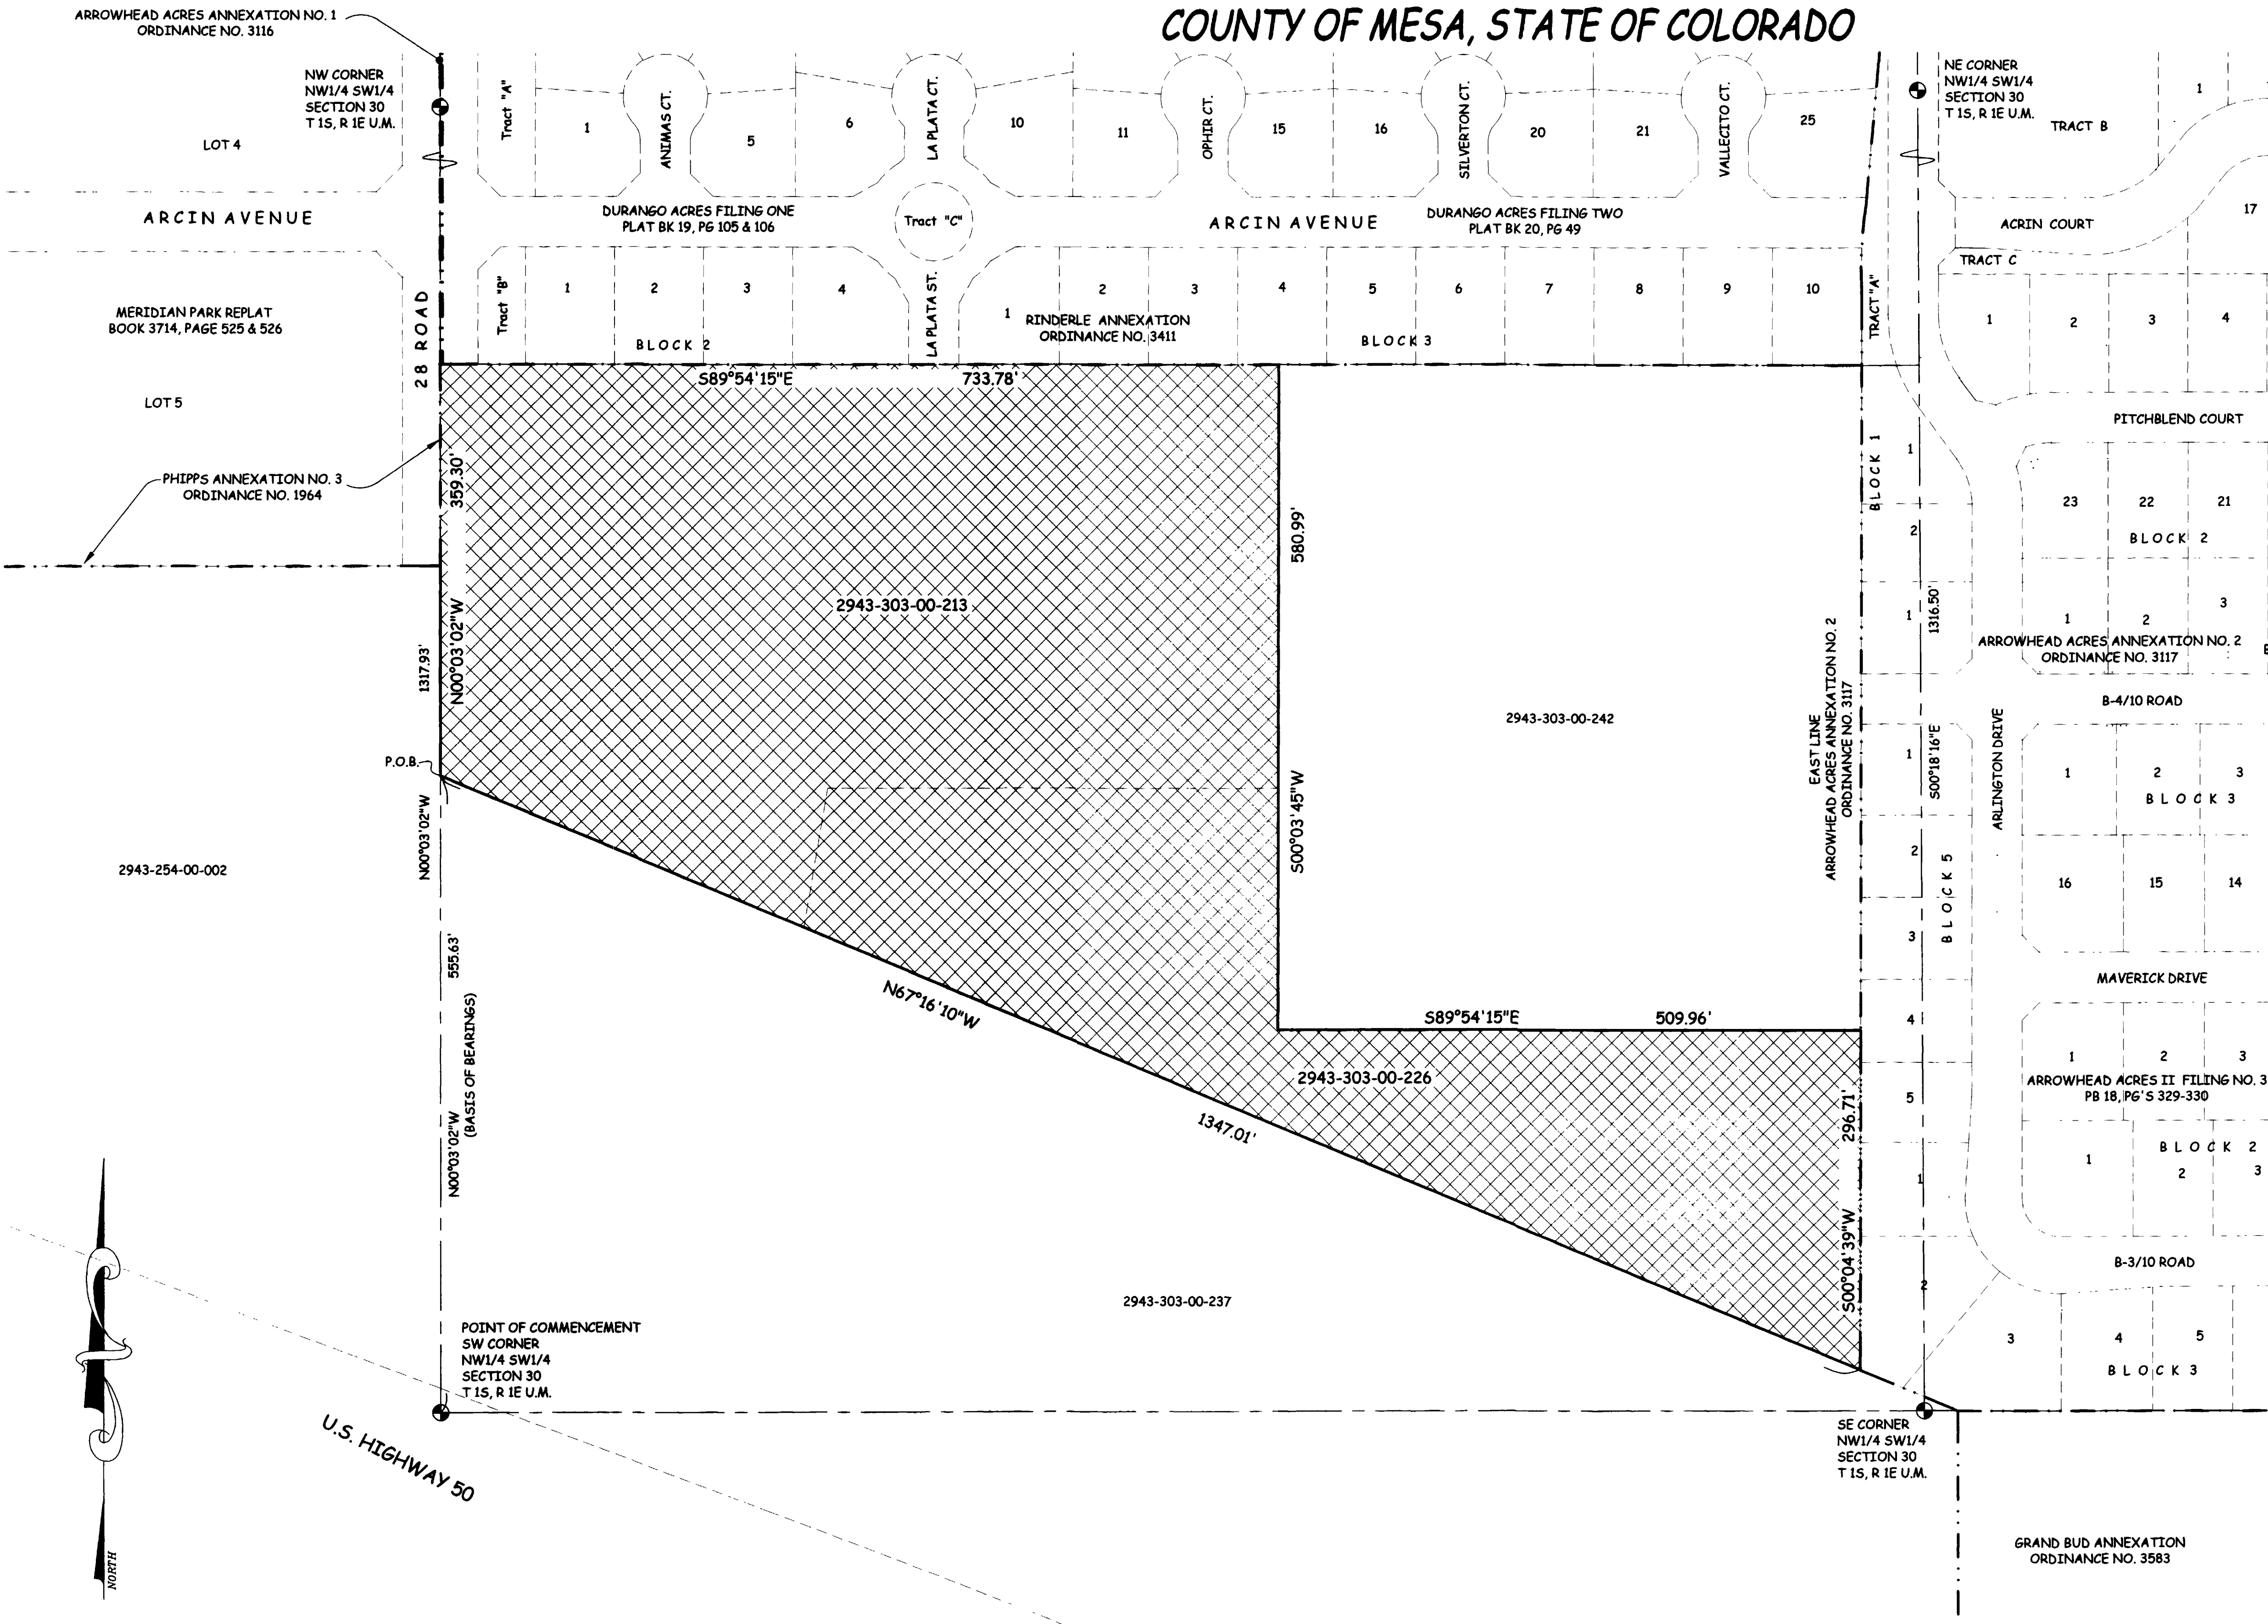 COUNTY OF MESA, STATE OF COLORADO
ARROWHEAD ACRES ANNEXATION NO. 1
ORDINANCE NO. 3116
NW CORNER
NW1/4 SW1/4
SECTION 30
T 1S, R 1E U.M.
NE CORNER
NW1/4 SW1/4
SECTION 30
T 1S, R 1E U.M.
LOT 4
Tract "A"
1
ANIMAS CT.
5
6
LA PLATA CT.
10
11
OPHIR CT.
15
16
SILVERTON CT.
20
21
VALLECITO CT.
25
TRACT B
1
ARCIN AVENUE
DURANGO ACRES FILING ONE
PLAT BK 19, PG 105 & 106
Tract "C"
ARCIN AVENUE
DURANGO ACRES FILING TWO
PLAT BK 20, PG 49
ACRIN COURT
17
TRACT C
MERIDIAN PARK REPLAT
BOOK 3714, PAGE 525 & 526
28 ROAD
Tract "B"
1
2
3
4
BLOCK 2
LA PLATA ST.
1
2
3
4
5
6
7
8
9
10
RINDERLE ANNEXATION
ORDINANCE NO. 3411
BLOCK 3
TRACT "A"
1
2
3
4
LOT 5
S89°54'15"E
733.78'
PITCHBLEND COURT
PHIPPS ANNEXATION NO. 3
ORDINANCE NO. 1964
359.30'
580.99'
BLOCK 1
1
2
1
23
22
21
BLOCK 2
1
2
3
2943-303-00-213
N00°03'02"W
1317.93'
1316.50'
ARROWHEAD ACRES ANNEXATION NO. 2
ORDINANCE NO. 3117
B-4/10 ROAD
2943-303-00-242
EAST LINE
ARROWHEAD ACRES ANNEXATION NO. 2
ORDINANCE NO. 3117
S00°18'16"E
ARLINGTON DRIVE
1
2
3
BLOCK 3
16
15
14
P.O.B.
N00°03'02"W
S00°03'45"W
2943-254-00-002
1
2
3
4
5
1
2
BLOCK 5
555.63'
(BASIS OF BEARINGS)
N00°03'02"W
N67°16'10"W
1347.01'
MAVERICK DRIVE
S89°54'15"E
509.96'
2943-303-00-226
296.71'
S00°04'39"W
1
2
3
ARROWHEAD ACRES II FILING NO. 3
PB 18, PG'S 329-330
BLOCK 2
1
2
3
B-3/10 ROAD
2943-303-00-237
3
4
5
BLOCK 3
POINT OF COMMENCEMENT
SW CORNER
NW1/4 SW1/4
SECTION 30
T 1S, R 1E U.M.
U.S. HIGHWAY 50
SE CORNER
NW1/4 SW1/4
SECTION 30
T 1S, R 1E U.M.
GRAND BUD ANNEXATION
ORDINANCE NO. 3583
NORTH